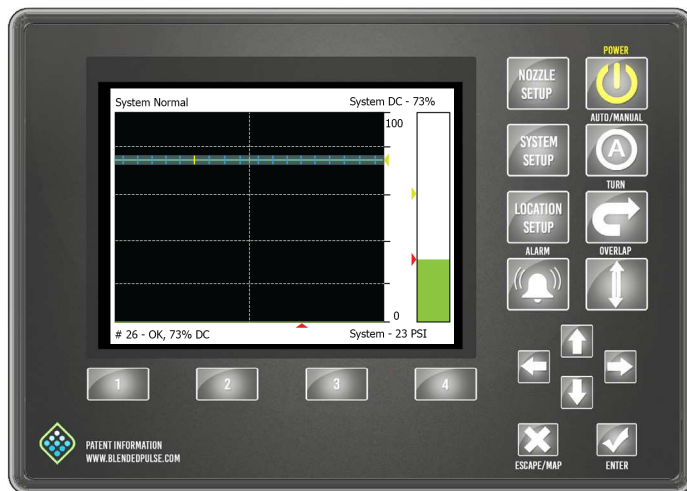 POWER
NOZZLE
SETUP
System Normal
System DC - 73%
100
AUTO/MANUAL
SYSTEM
SETUP
A
TURN
LOCATION
SETUP
ALARM
OVERLAP
0
# 26 - OK, 73% DC
System - 23 PSI
1
2
3
4
PATENT INFORMATION
WWW.BLENDEDPULSE.COM
ESCAPE/MAP
ENTER